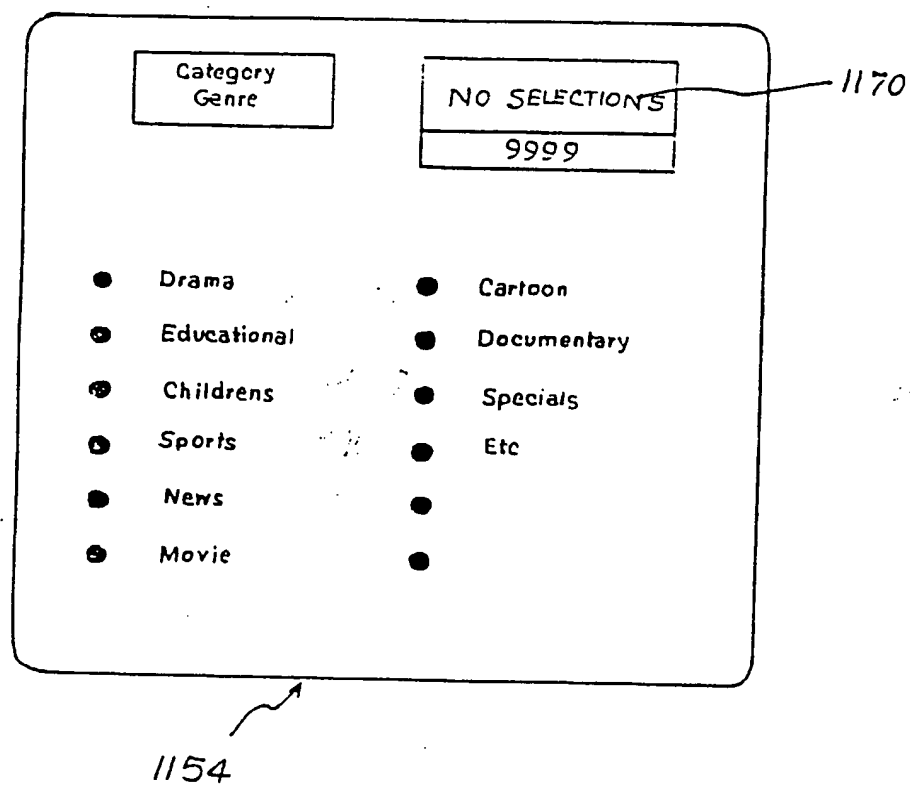 Category
Genre
NO SELECTIONS
1170
9999
Drama
Educational
Childrens
Sports
News
Movie
Cartoon
Documentary
Specials
Etc
1154